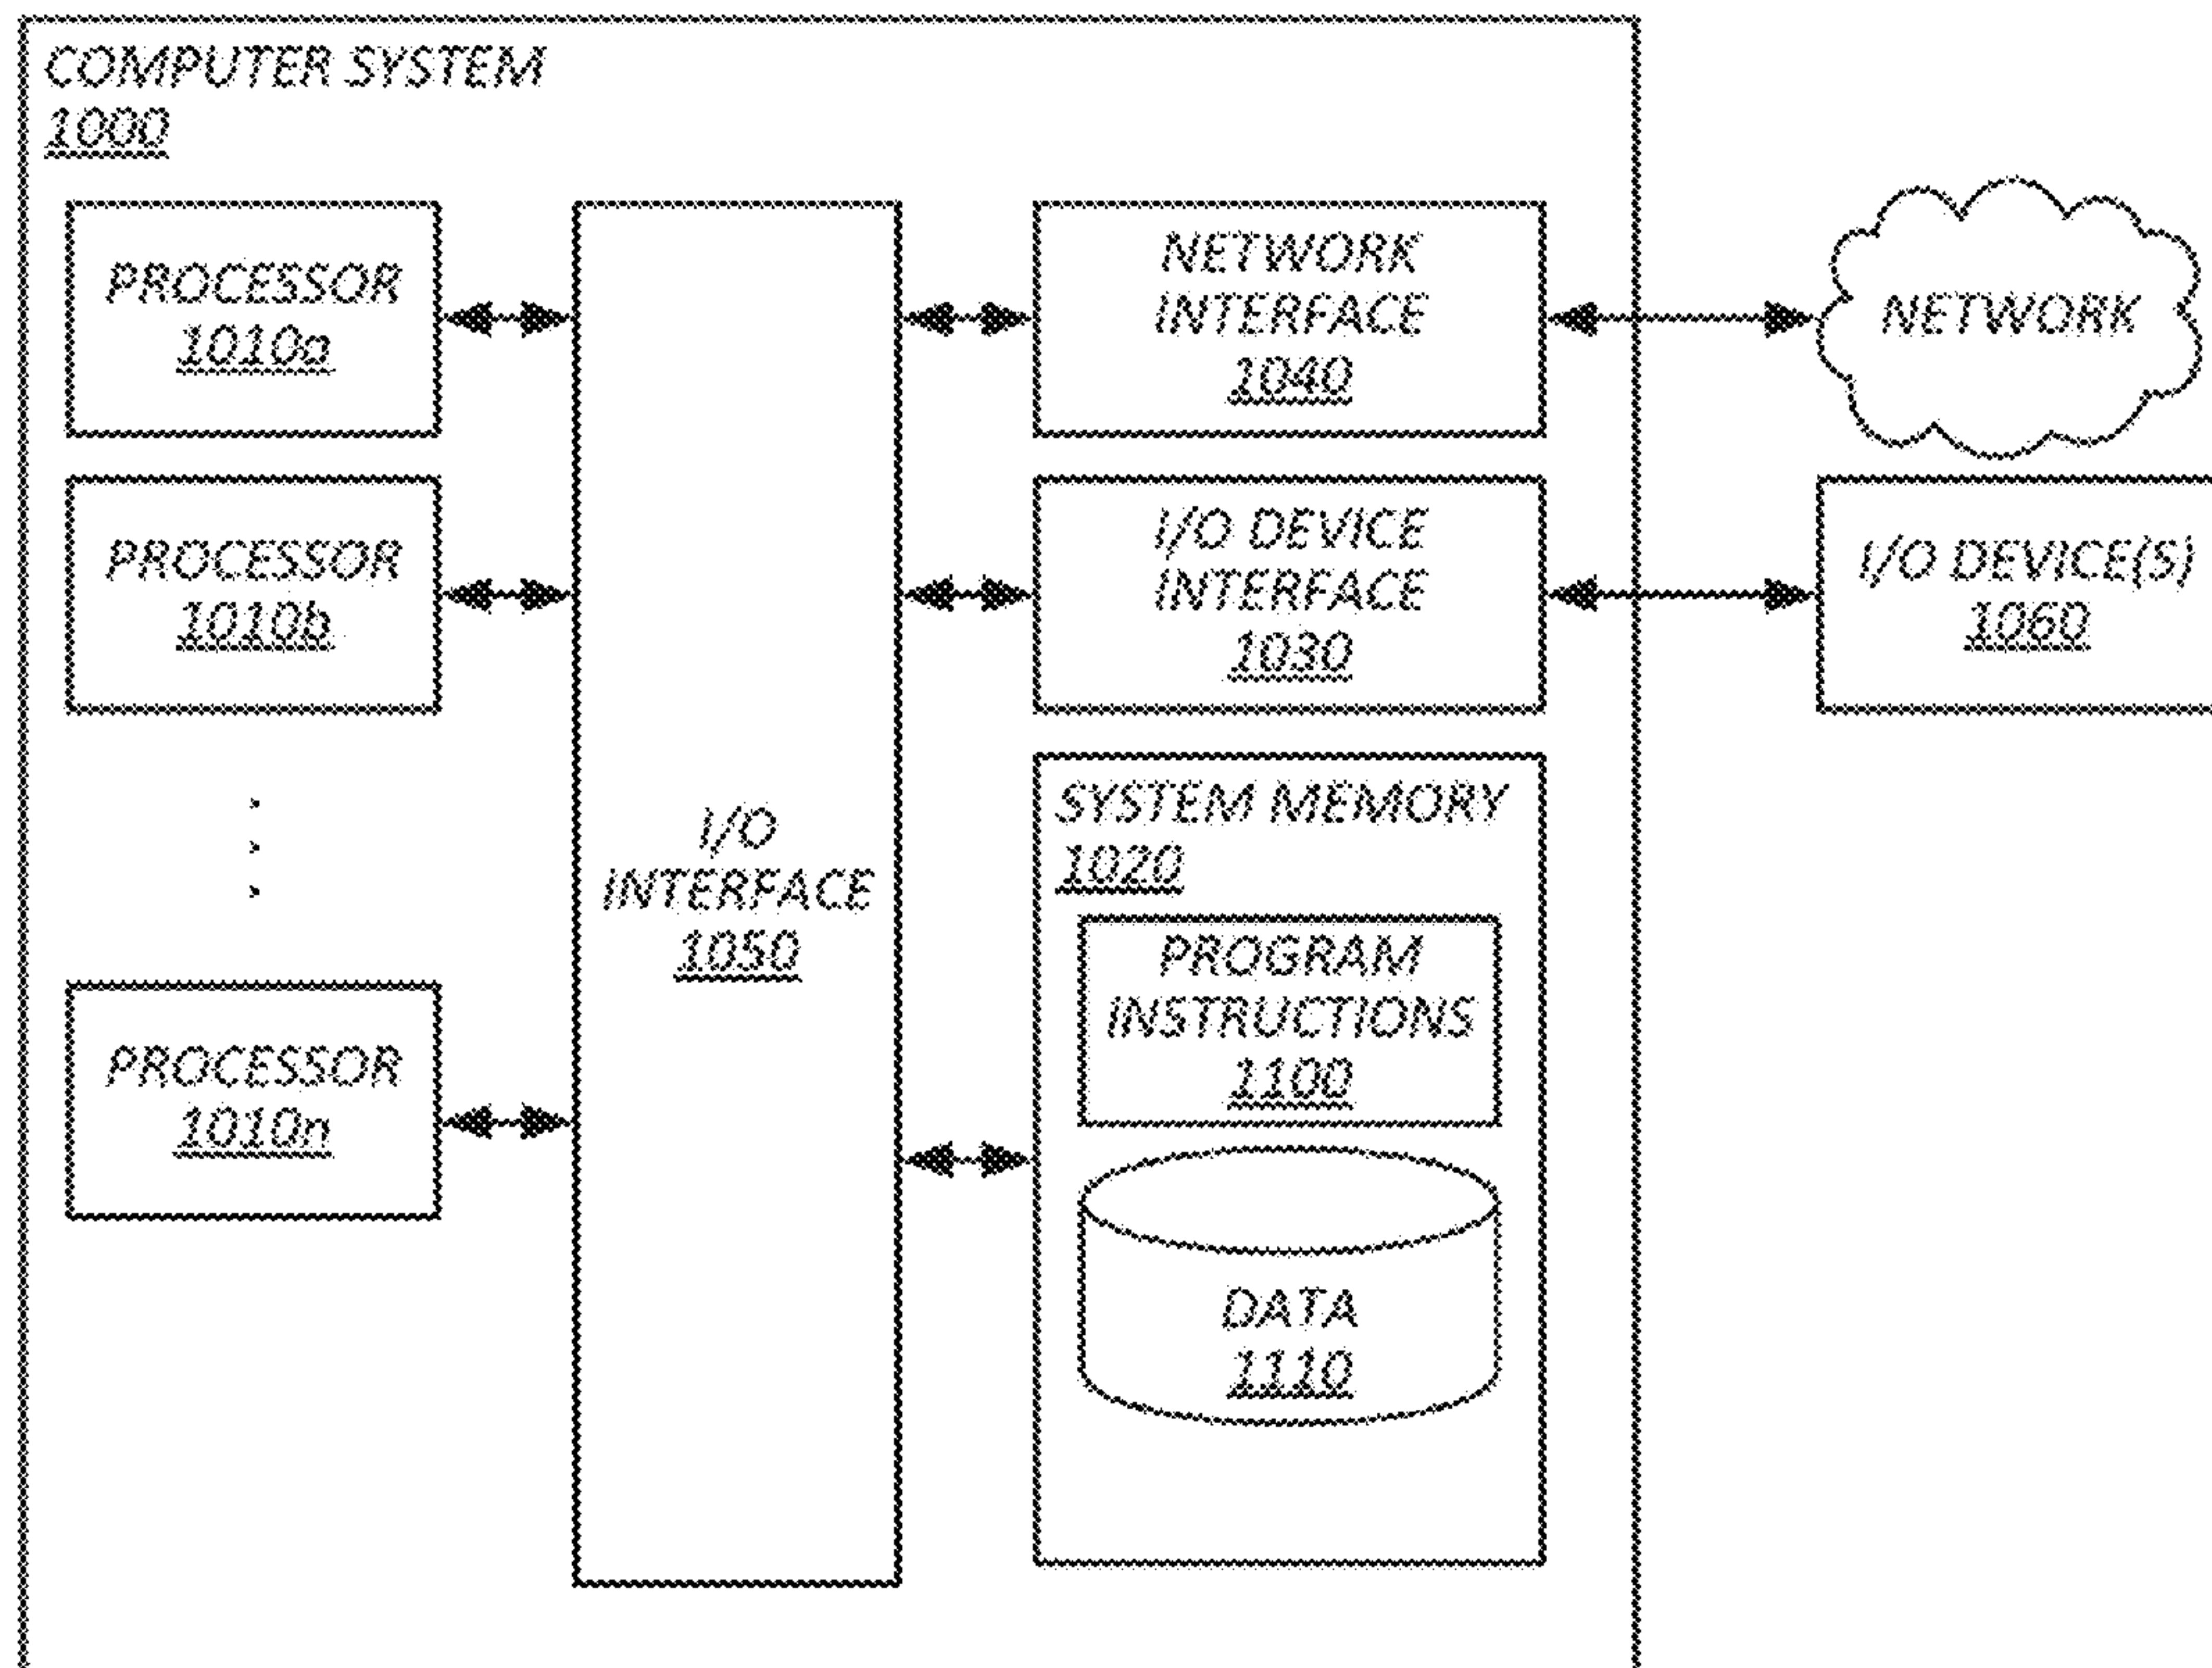 COMPUTER SYSTEM
1000
PROCESSOR
1010a
PROCESSOR
1010b
PROCESSOR
1010n
I/O
INTERFACE
1050
NETWORK
INTERFACE
1040
I/O DEVICE
INTERFACE
1030
SYSTEM MEMORY
1020
PROGRAM
INSTRUCTIONS
1100
DATA
1110
NETWORK
I/O DEVICE(S)
1060